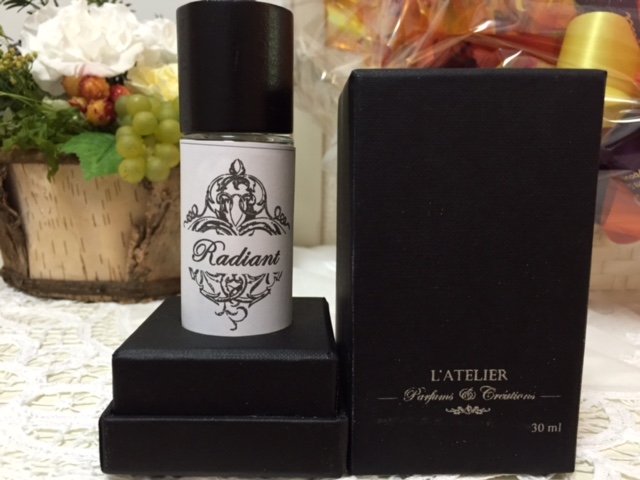 Radiant
L'ATELIER
Parfums & Créations
30 ml